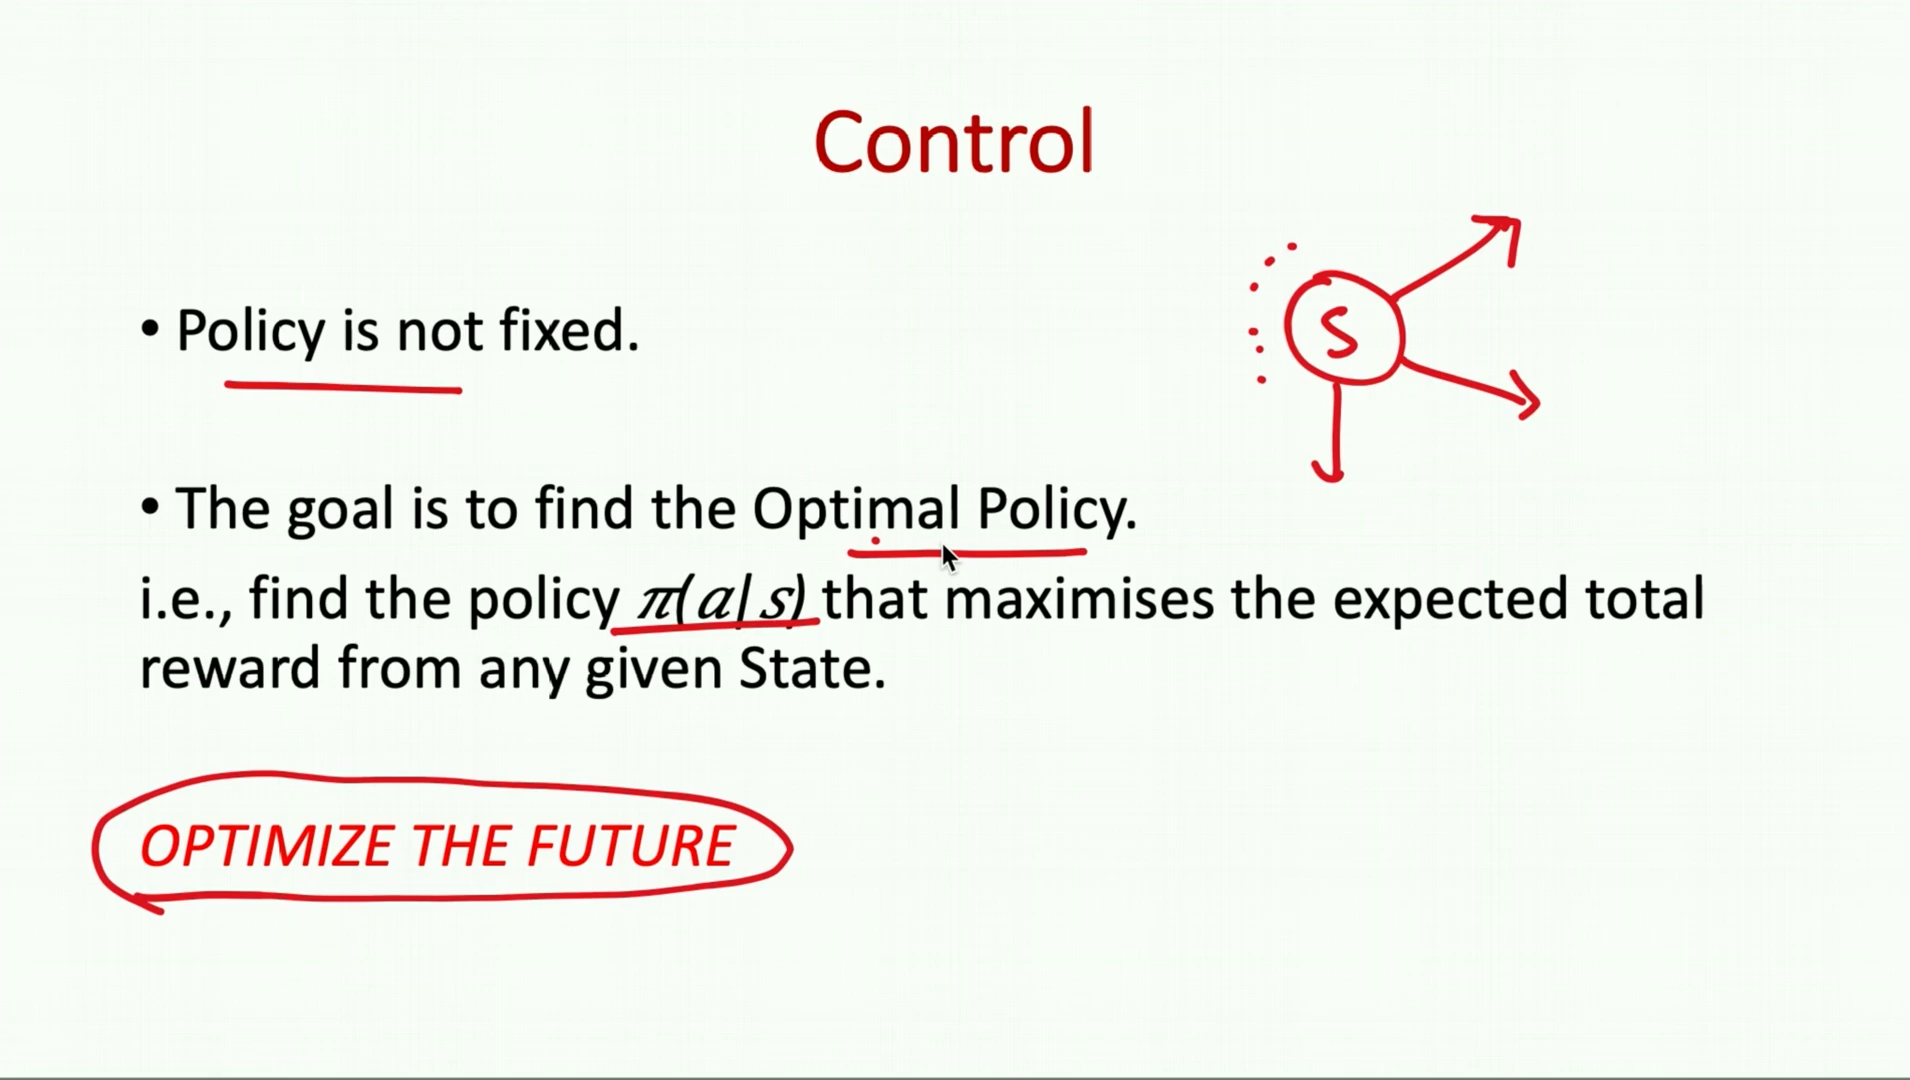 Control
S
• Policy is not fixed.
• The goal is to find the Optimal Policy.
i.e., find the policy π(a|s) that maximises the expected total
reward from any given State.
OPTIMIZE THE FUTURE